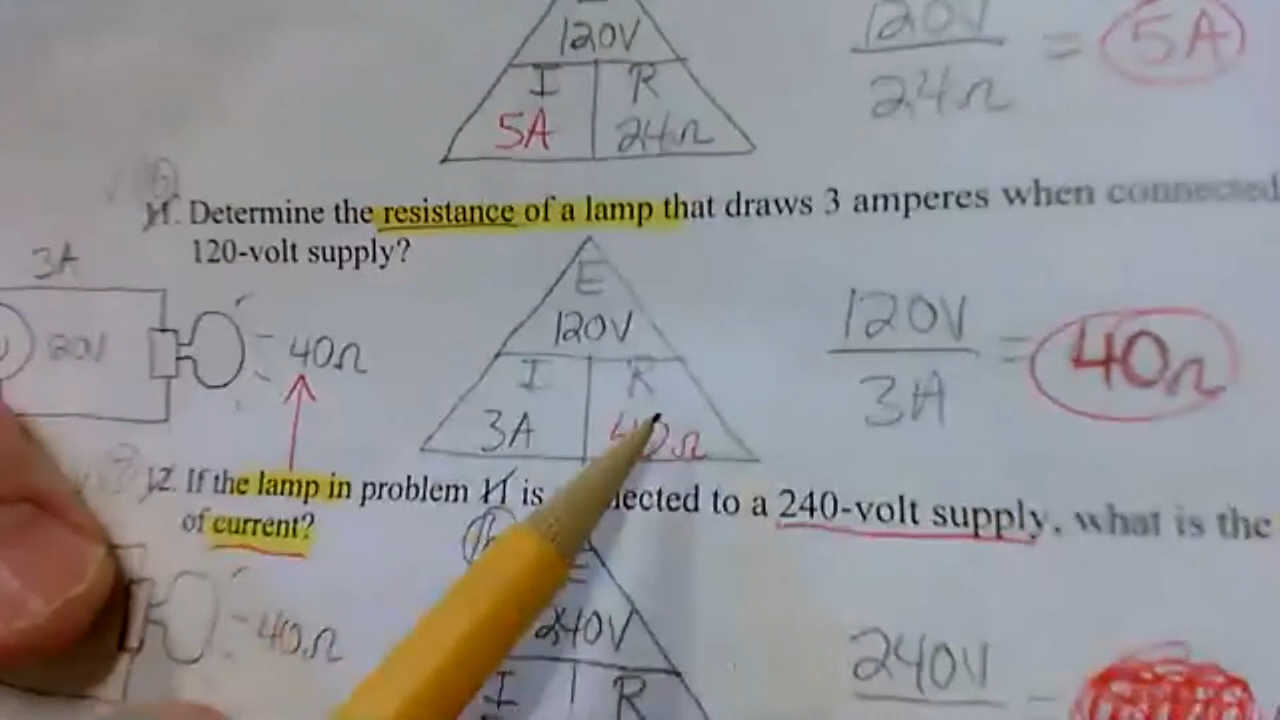 120V
I R
5A 24Ω
120V
24Ω
= 5A
11. Determine the resistance of a lamp that draws 3 amperes when connected
120-volt supply?
3A
40Ω
E
120V
I R
3A 40Ω
120V
3A
= 40Ω
12. If the lamp in problem 11 is to a 240-volt supply, what is the
of current?
40Ω
E
240V
I R
240V